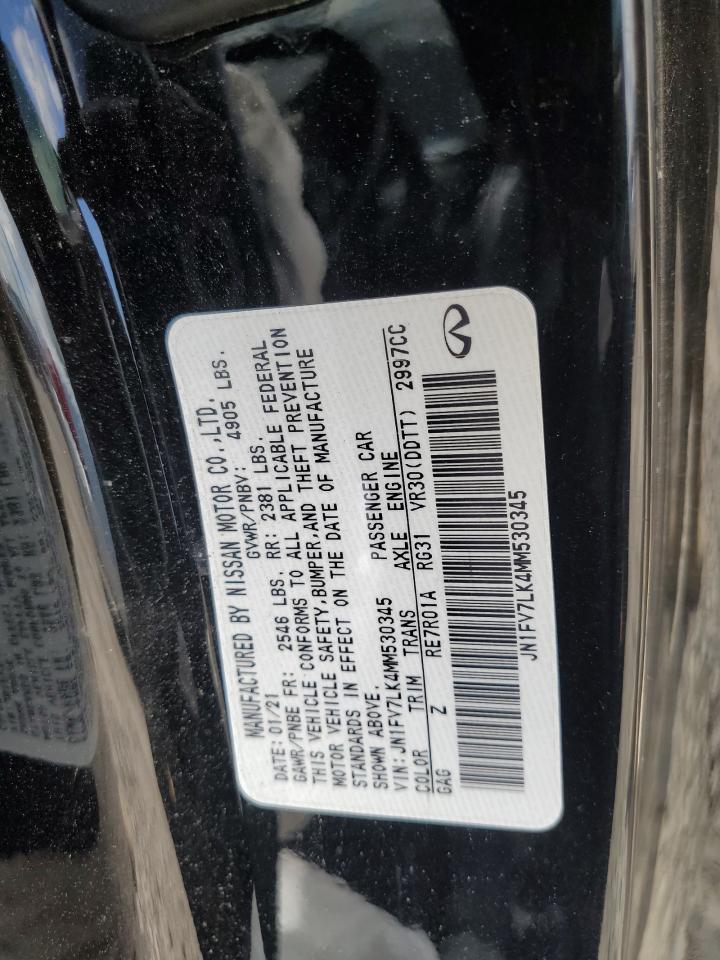 MANUFACTURED BY NISSAN MOTOR CO.,LTD.
DATE: 01/21 GVWR/PNBV: 4905 LBS.
GAWR/PNBE FR: 2546 LBS. RR: 2381 LBS.
THIS VEHICLE CONFORMS TO ALL APPLICABLE FEDERAL
MOTOR VEHICLE SAFETY,BUMPER,AND THEFT PREVENTION
STANDARDS IN EFFECT ON THE DATE OF MANUFACTURE
SHOWN ABOVE.
VIN:JN1FV7LK4MM530345 PASSENGER CAR
COLOR TRIM TRANS AXLE ENGINE
GAG Z RE7R01A RG31 VR30(DDTT) 2997CC
JN1FV7LK4MM530345